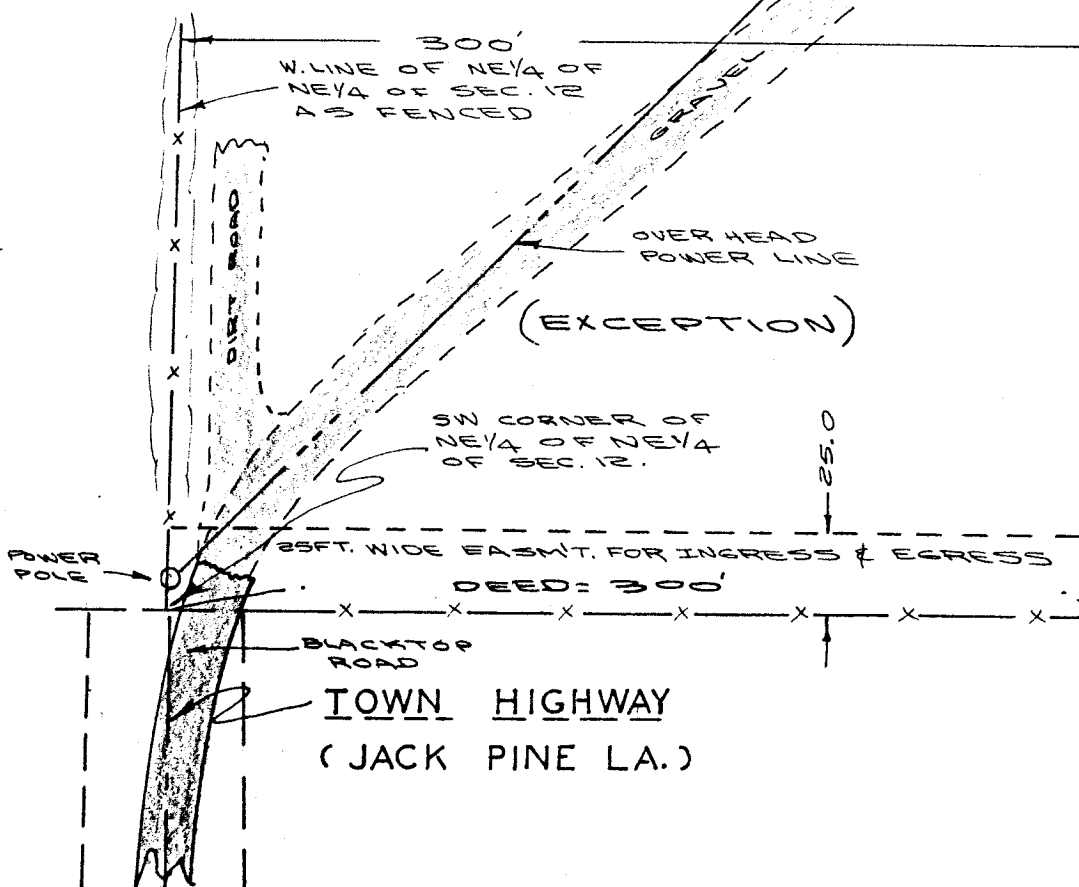 300'
W. LINE OF NE1/4 OF
NE1/4 OF SEC. 12
AS FENCED
GRAVEL
DIRT ROAD
OVER HEAD
POWER LINE
(EXCEPTION)
SW CORNER OF
NE1/4 OF NE1/4
OF SEC. 12.
25.0
POWER
POLE
25FT. WIDE EASM'T. FOR INGRESS & EGRESS
DEED= 300'
BLACKTOP
ROAD
TOWN HIGHWAY
(JACK PINE LA.)